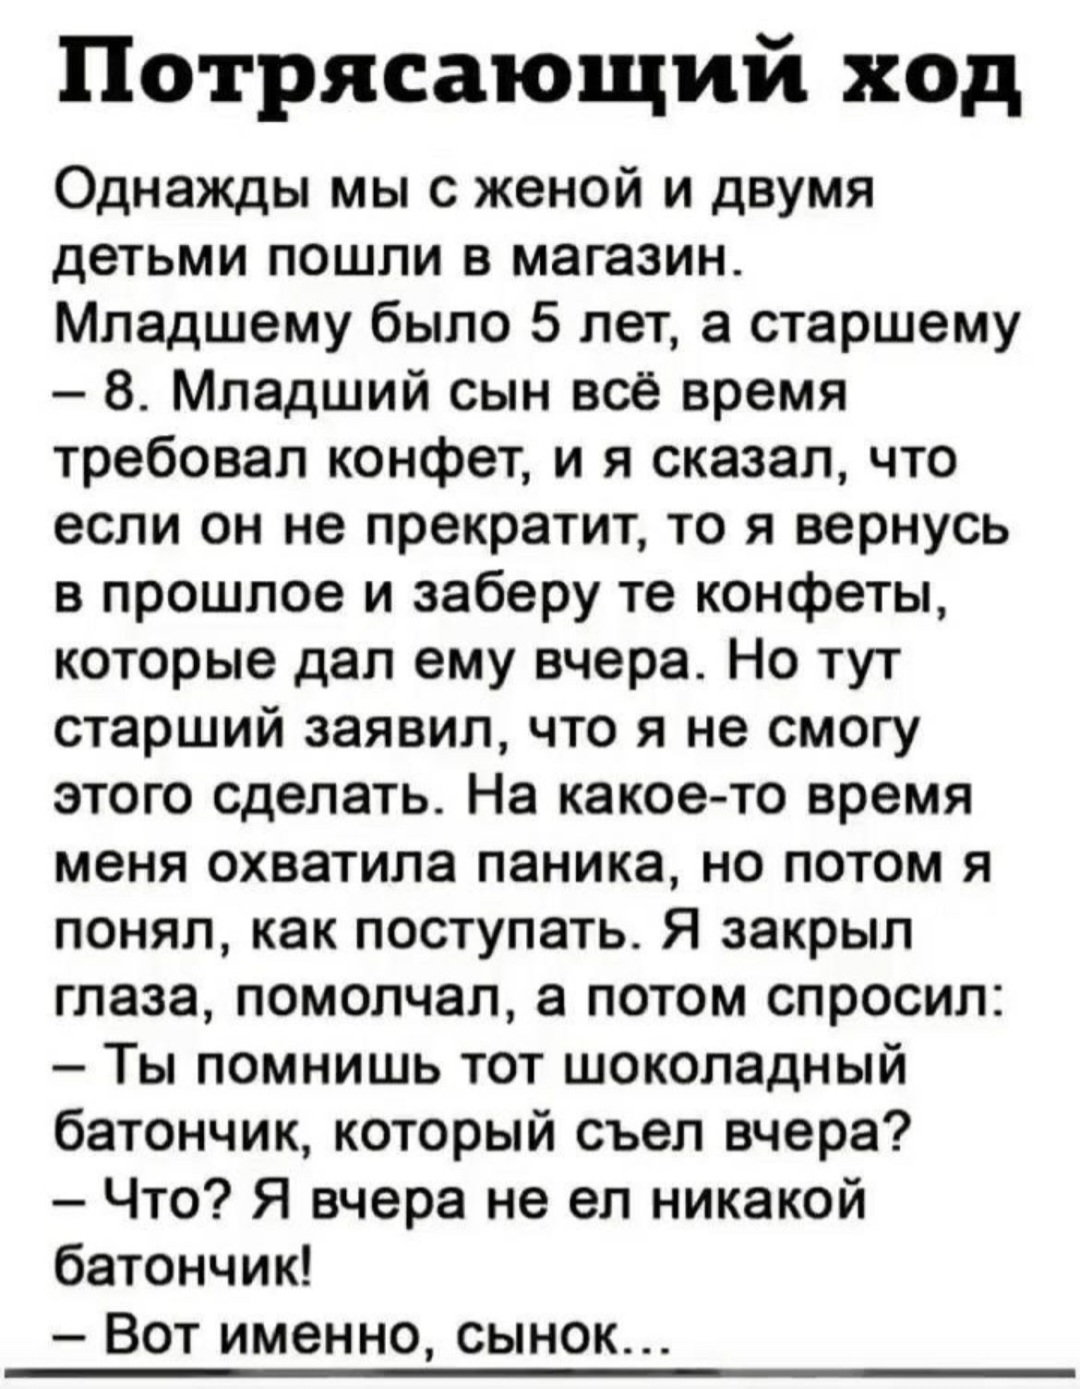 Потрясающий ход
Однажды мы с женой и двумя
детьми пошли в магазин.
Младшему было 5 лет, а старшему
– 8. Младший сын всё время
требовал конфет, и я сказал, что
если он не прекратит, то я вернусь
в прошлое и заберу те конфеты,
которые дал ему вчера. Но тут
старший заявил, что я не смогу
этого сделать. На какое-то время
меня охватила паника, но потом я
понял, как поступать. Я закрыл
глаза, помолчал, а потом спросил:
– Ты помнишь тот шоколадный
батончик, который съел вчера?
– Что? Я вчера не ел никакой
батончик!
– Вот именно, сынок...